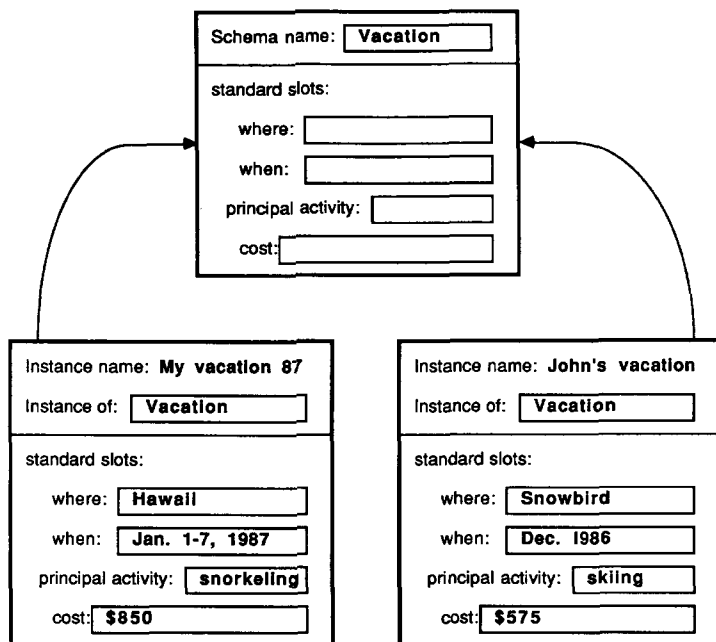 Schema name: Vacation
standard slots:
where:
when:
principal activity:
cost:
Instance name: My vacation 87
Instance of: Vacation
standard slots:
where: Hawaii
when: Jan. 1-7, 1987
principal activity: snorkeling
cost: $850
Instance name: John's vacation
Instance of: Vacation
standard slots:
where: Snowbird
when: Dec. 1986
principal activity: skiing
cost: $575